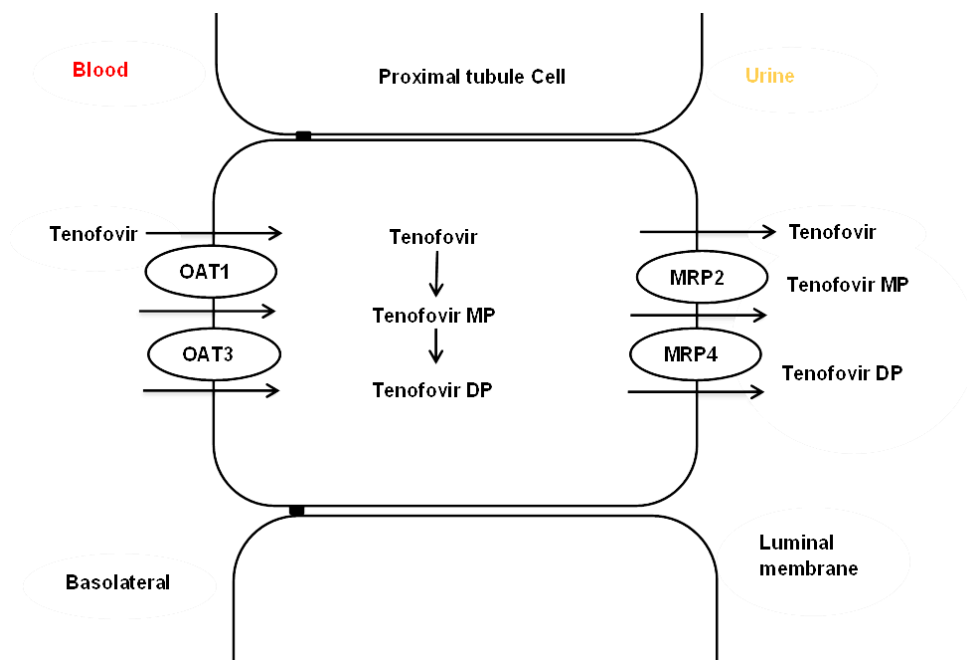 Blood
Proximal tubule Cell
Urine
Tenofovir
Tenofovir
Tenofovir
OAT1
MRP2
Tenofovir MP
Tenofovir MP
OAT3
MRP4
Tenofovir DP
Tenofovir DP
Luminal
membrane
Basolateral